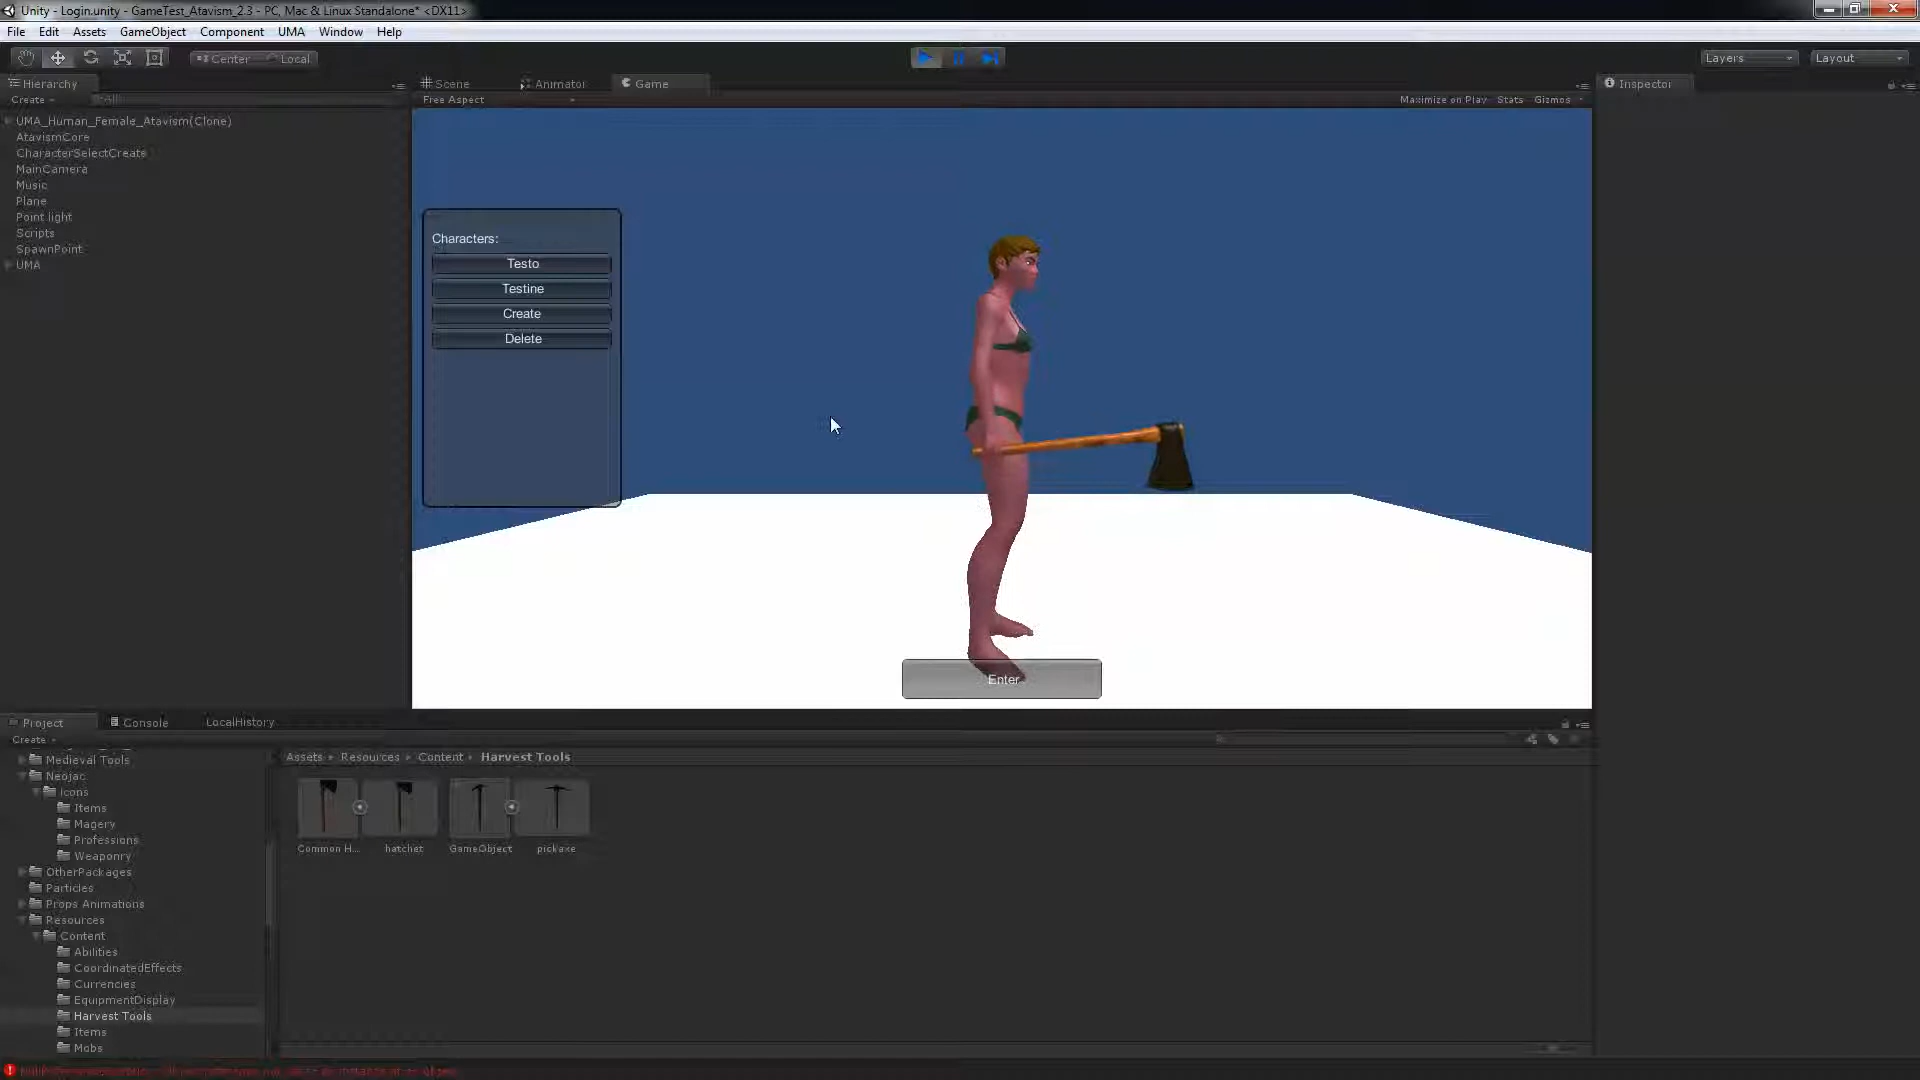 Unity - Login.unity - GameTest_Atavism_2.3 - PC, Mac & Linux Standalone* <DX11>
File Edit Assets GameObject Component UMA Window Help
Center Local Layers Layout
Hierarchy Scene Animator Game Inspector
Create All Free Aspect Maximize on Play Stats Gizmos
UMA_Human_Female_Atavism(Clone)
AtavismCore
CharacterSelectCreate
MainCamera
Music
Plane
Point light
Scripts
SpawnPoint
UMA
Characters:
Testo
Testine
Create
Delete
Enter
Project Console LocalHistory
Create
Medieval Tools
Neojac
Icons
Items
Magery
Professions
Weaponry
OtherPackages
Particles
Props Animations
Resources
Content
Abilities
CoordinatedEffects
Currencies
EquipmentDisplay
Harvest Tools
Items
Mobs
Assets Resources Content Harvest Tools
Common H... hatchet GameObject pickaxe